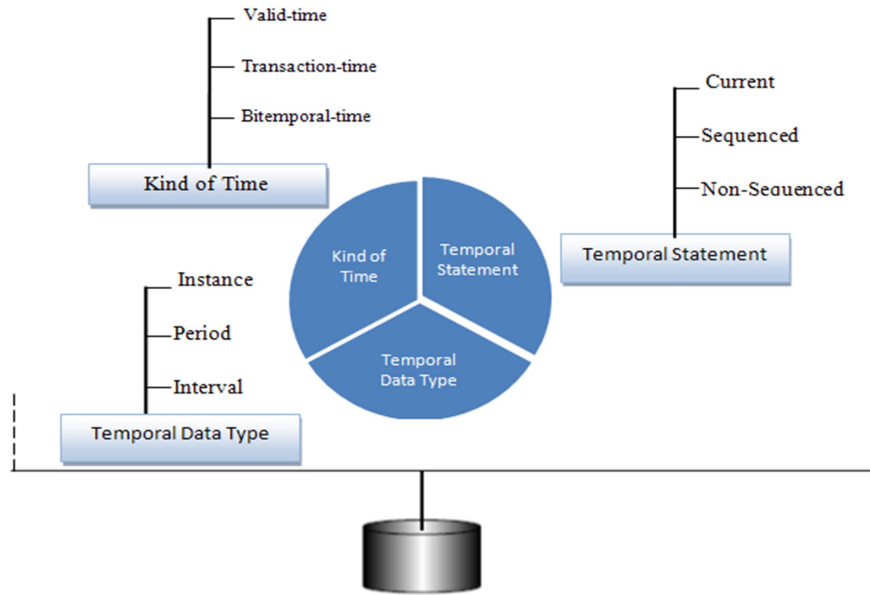 Valid-time
Transaction-time
Bitemporal-time
Kind of Time
Current
Sequenced
Non-Sequenced
Temporal Statement
Kind of
Time
Temporal
Statement
Temporal
Data Type
Instance
Period
Interval
Temporal Data Type